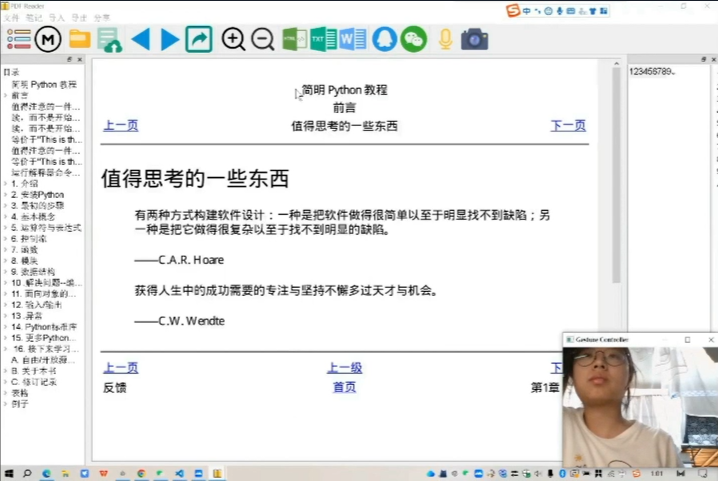 PDF Reader
文件 笔记 导入 导出 分享
目录
简明 Python 教程
前言
值得注意的一件...
读，而不是开始...
读，而不是开始...
等价于"This is th...
值得注意的一件...
等价于"This is th...
运行解释器命令...
1. 介绍
2. 安装Python
3. 最初的步骤
4. 基本概念
5. 运算符与表达式
6. 控制流
7. 函数
8. 模块
9. 数据结构
10. 解决问题--编...
11. 面向对象的...
12. 输入/输出
13. 异常
14. Python标准库
15. 更多Python...
16. 接下来学习...
B. 关于本书
C. 修订记录
表格
例子
简明 Python 教程
前言
上一页 值得思考的一些东西 下一页
值得思考的一些东西
有两种方式构建软件设计：一种是把软件做得很简单以至于明显找不到缺陷；另
一种是把它做得很复杂以至于找不到明显的缺陷。
——C.A.R. Hoare
获得人生中的成功需要的专注与坚持不懈多过天才与机会。
——C.W. Wendte
上一页 上一级 下
反馈 首页 第1章
123456789。
Gesture Controller
1:01